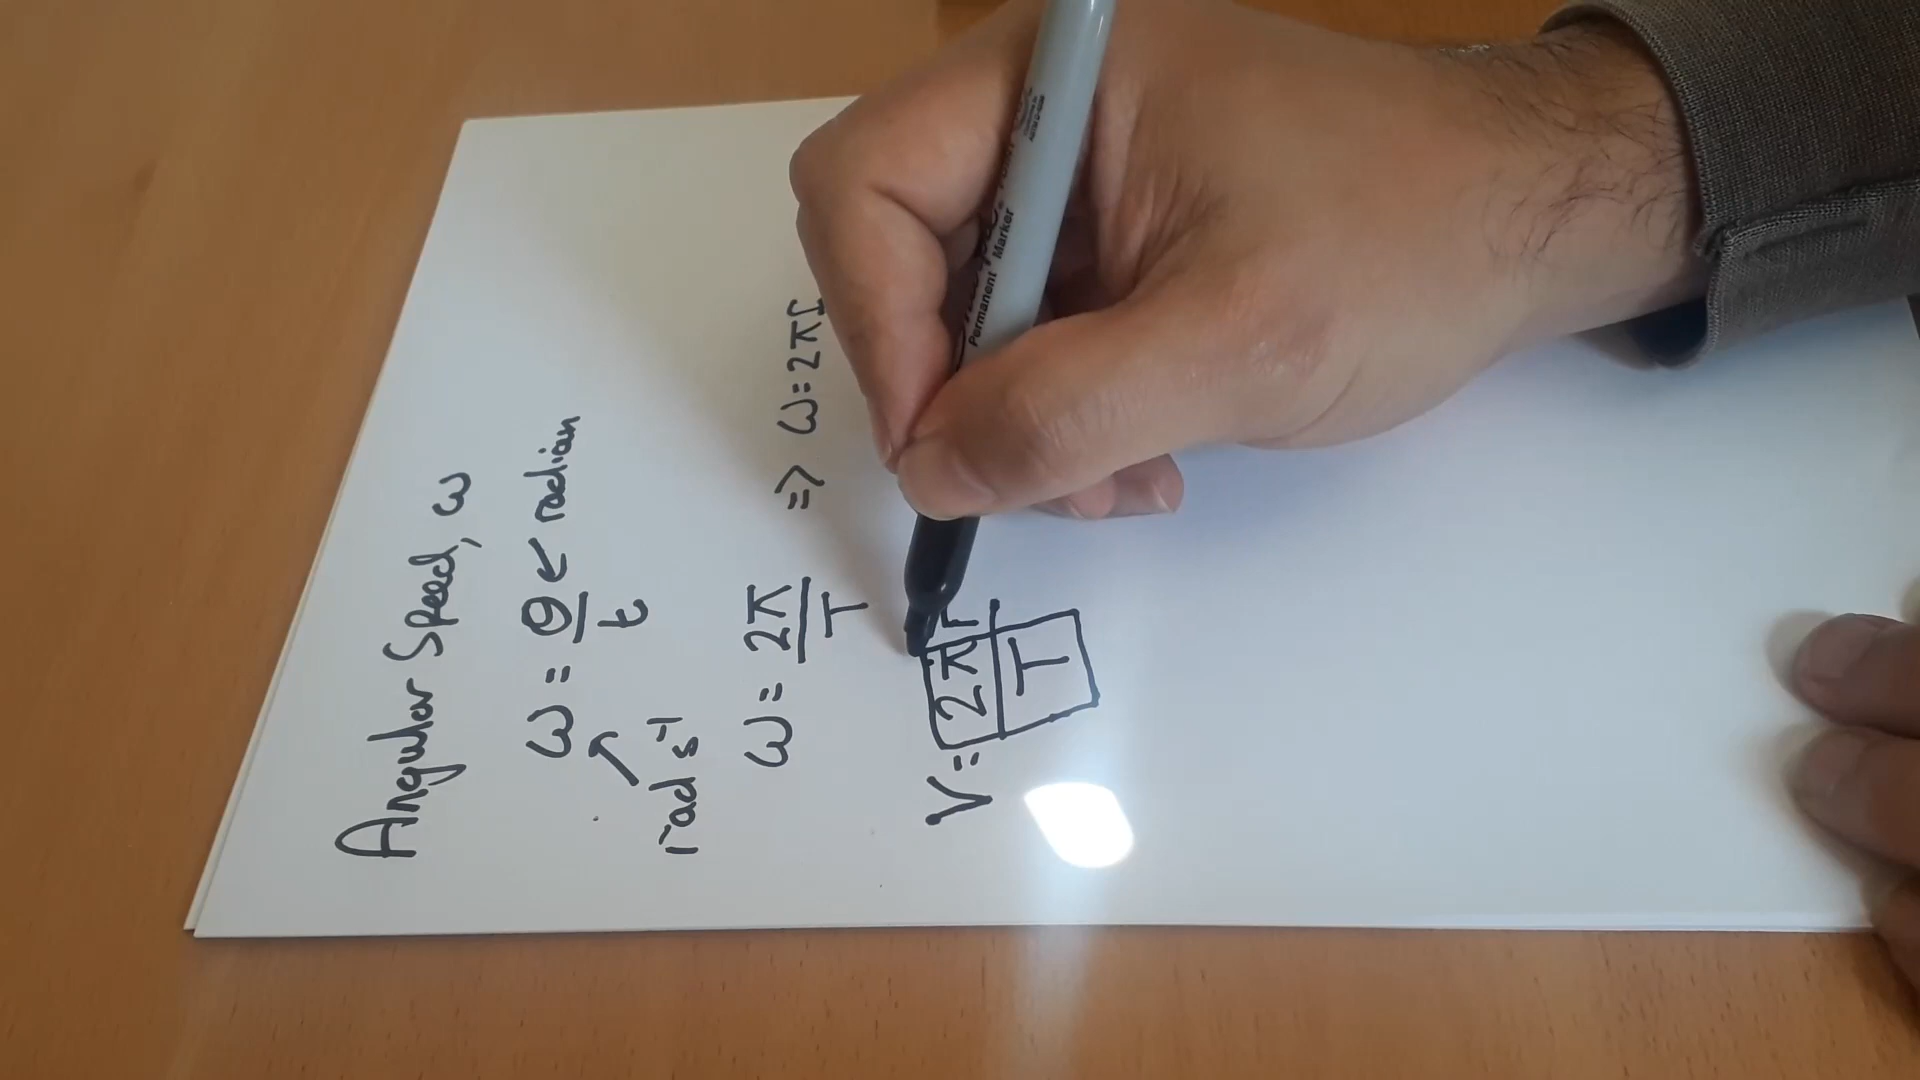 Angular Speed, ω
ω = θ/t ← radian
rad s⁻¹
ω = 2π/T => ω = 2πf
V = 2πr/T
Permanent Marker